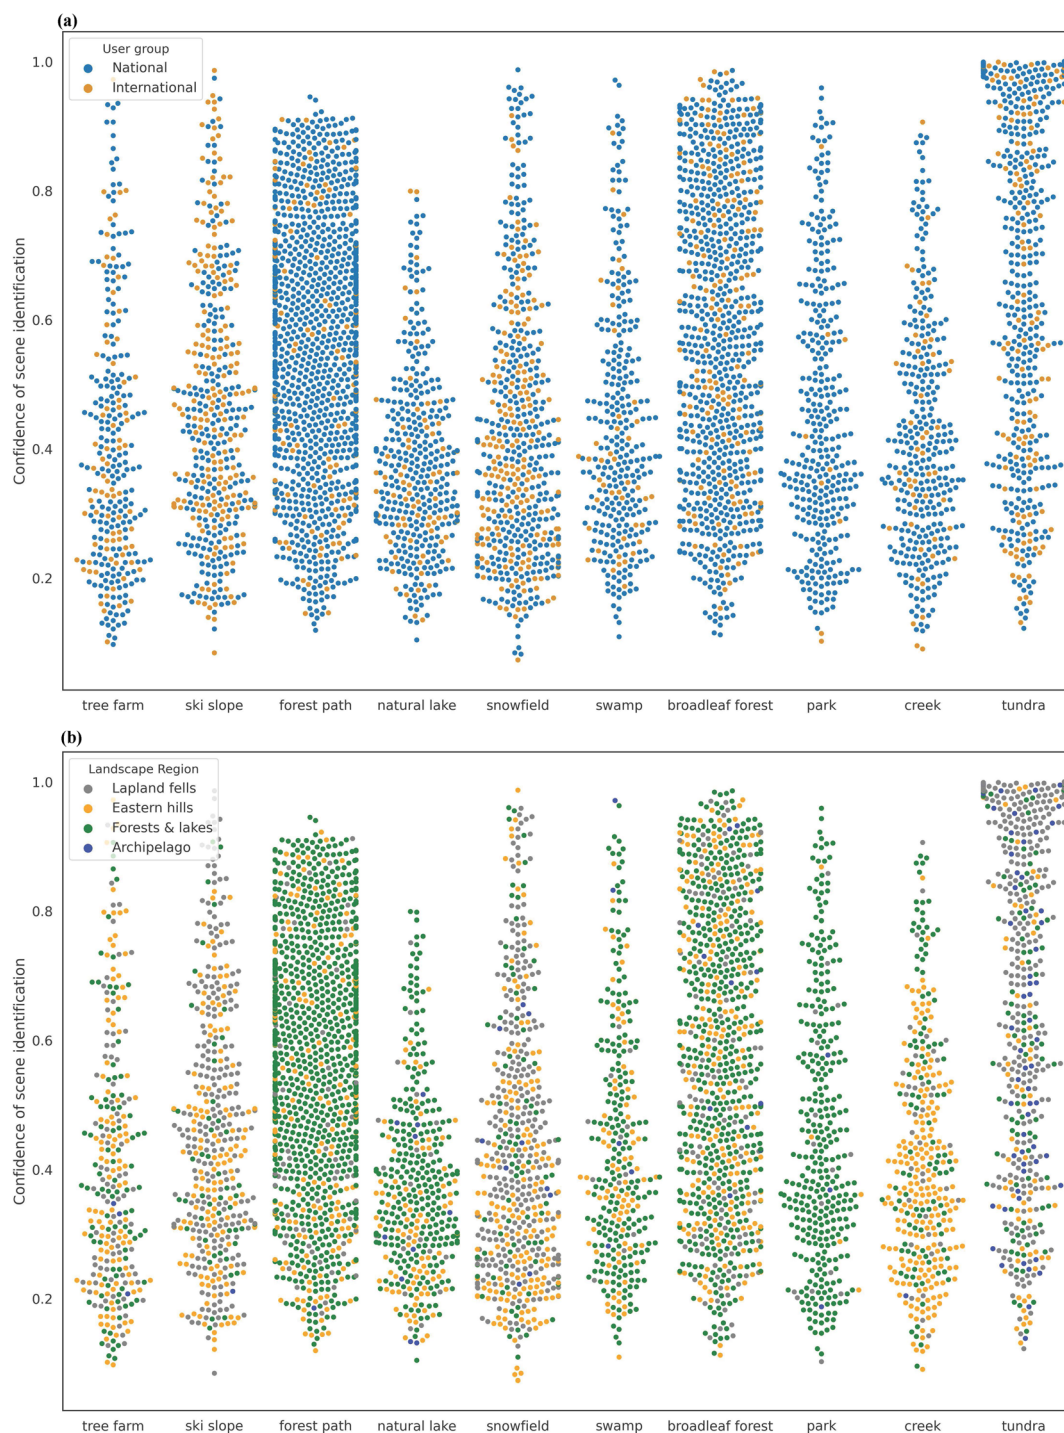 (a)
User group
National
International
1.0
0.8
0.6
0.4
0.2
Confidence of scene identification
tree farm ski slope forest path natural lake snowfield swamp broadleaf forest park creek tundra
(b)
Landscape Region
Lapland fells
Eastern hills
Forests & lakes
Archipelago
1.0
0.8
0.6
0.4
0.2
Confidence of scene identification
tree farm ski slope forest path natural lake snowfield swamp broadleaf forest park creek tundra